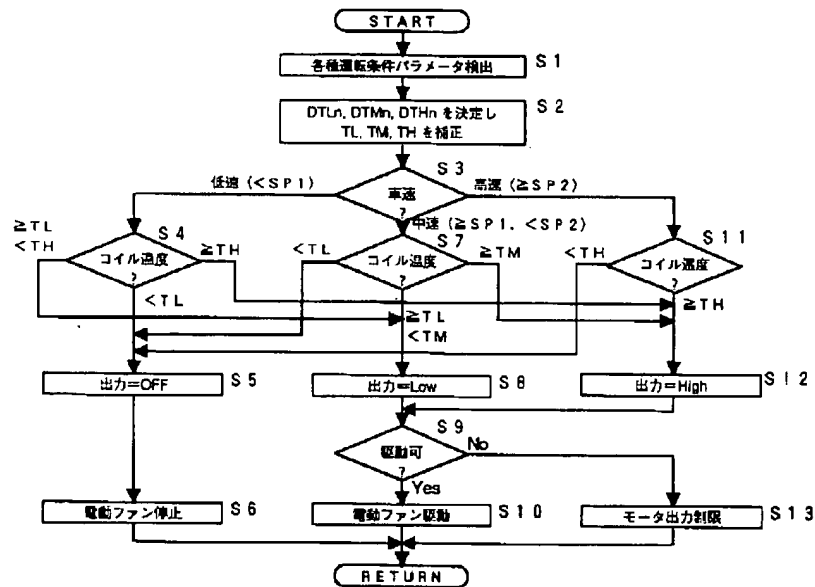 START
各種運転条件パラメータ検出
S1
DTLn, DTMn, DTHn を決定し
TL, TM, TH を補正
S2
S3
低速 (<SP1)
車速
?
高速 (≧SP2)
中速 (≧SP1, <SP2)
≧TL
<TH
S4
コイル温度
?
≧TH
<TL
<TL
S7
コイル温度
?
≧TM
≧TL
<TM
<TH
S11
コイル温度
?
≧TH
出力=OFF
S5
出力=Low
S8
出力=High
S12
S9
駆動可
?
No
Yes
電動ファン停止
S6
電動ファン駆動
S10
モータ出力制限
S13
RETURN